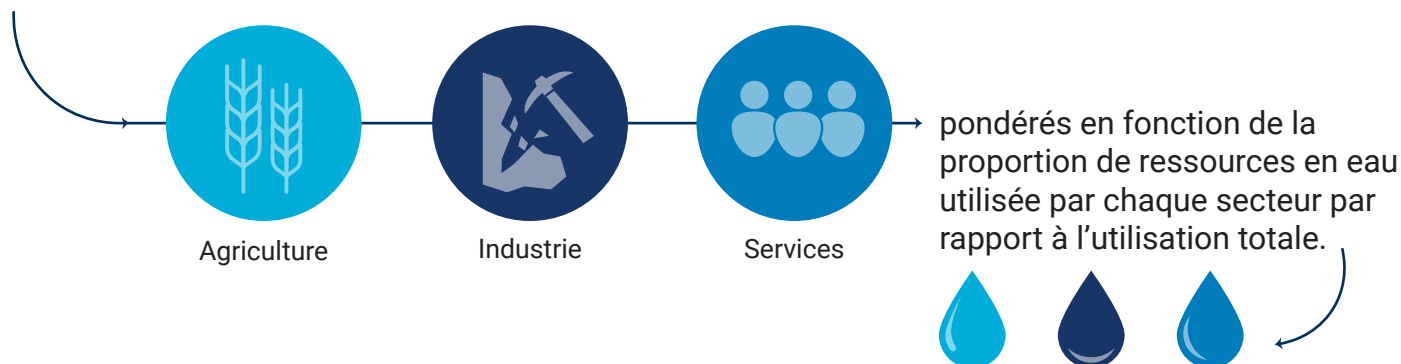 Agriculture
Industrie
Services
pondérés en fonction de la
proportion de ressources en eau
utilisée par chaque secteur par
rapport à l’utilisation totale.